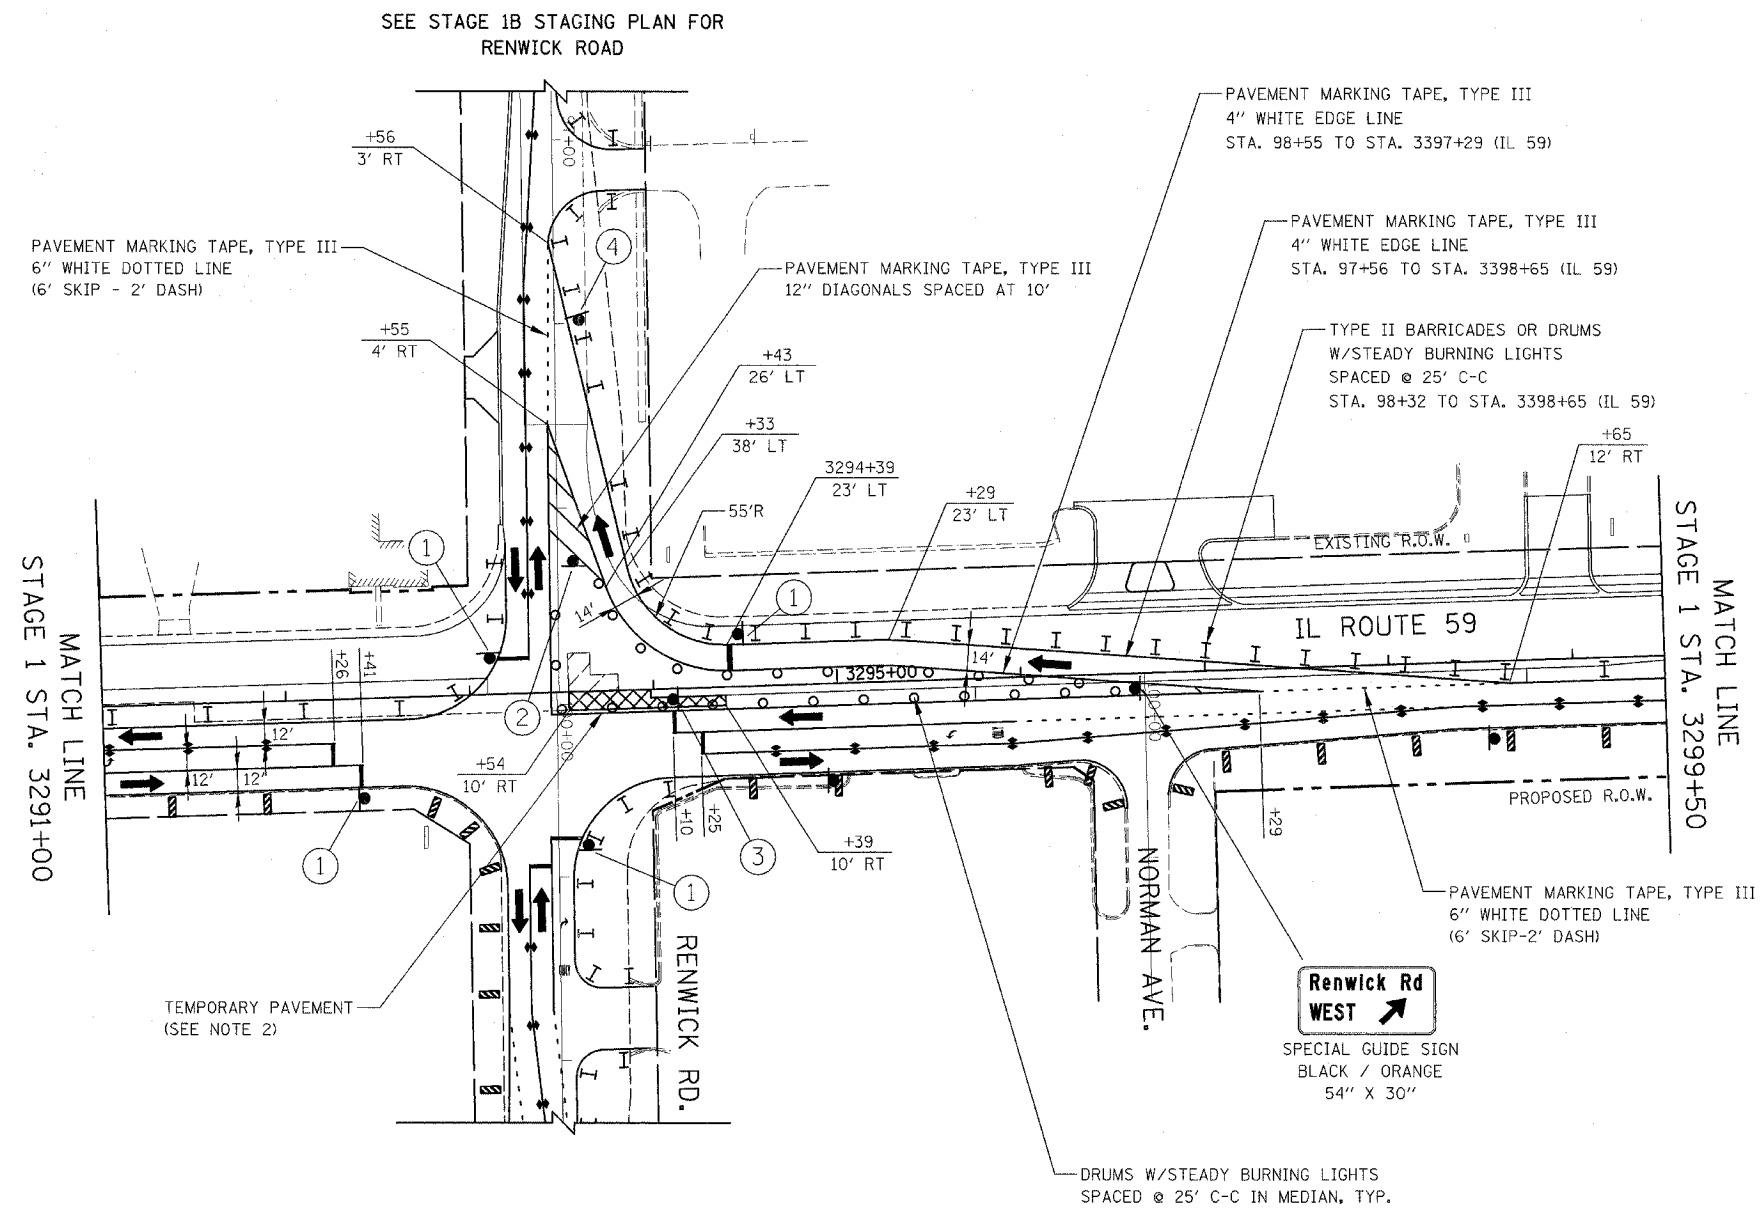 SEE STAGE 1B STAGING PLAN FOR
RENWICK ROAD
PAVEMENT MARKING TAPE, TYPE III
4" WHITE EDGE LINE
STA. 98+55 TO STA. 3397+29 (IL 59)
+56
3' RT
+00
PAVEMENT MARKING TAPE, TYPE III
6" WHITE DOTTED LINE
(6' SKIP - 2' DASH)
4
PAVEMENT MARKING TAPE, TYPE III
12" DIAGONALS SPACED AT 10'
PAVEMENT MARKING TAPE, TYPE III
4" WHITE EDGE LINE
STA. 97+56 TO STA. 3398+65 (IL 59)
+55
4' RT
+43
26' LT
TYPE II BARRICADES OR DRUMS
W/STEADY BURNING LIGHTS
SPACED @ 25' C-C
STA. 98+32 TO STA. 3398+65 (IL 59)
+33
38' LT
+65
12' RT
3294+39
23' LT
+29
23' LT
55'R
1
EXISTING R.O.W.
MATCH LINE
STAGE 1 STA. 3291+00
MATCH LINE
STAGE 1 STA. 3299+50
14'
1
IL ROUTE 59
+26
+41
14'
3295+00
2
12'
12'
12'
+54
10' RT
+10
+25
+29
PROPOSED R.O.W.
1
3
+39
10' RT
1
RENWICK RD.
NORMAN AVE.
PAVEMENT MARKING TAPE, TYPE III
6" WHITE DOTTED LINE
(6' SKIP-2' DASH)
TEMPORARY PAVEMENT
(SEE NOTE 2)
Renwick Rd
WEST
SPECIAL GUIDE SIGN
BLACK / ORANGE
54" X 30"
DRUMS W/STEADY BURNING LIGHTS
SPACED @ 25' C-C IN MEDIAN, TYP.